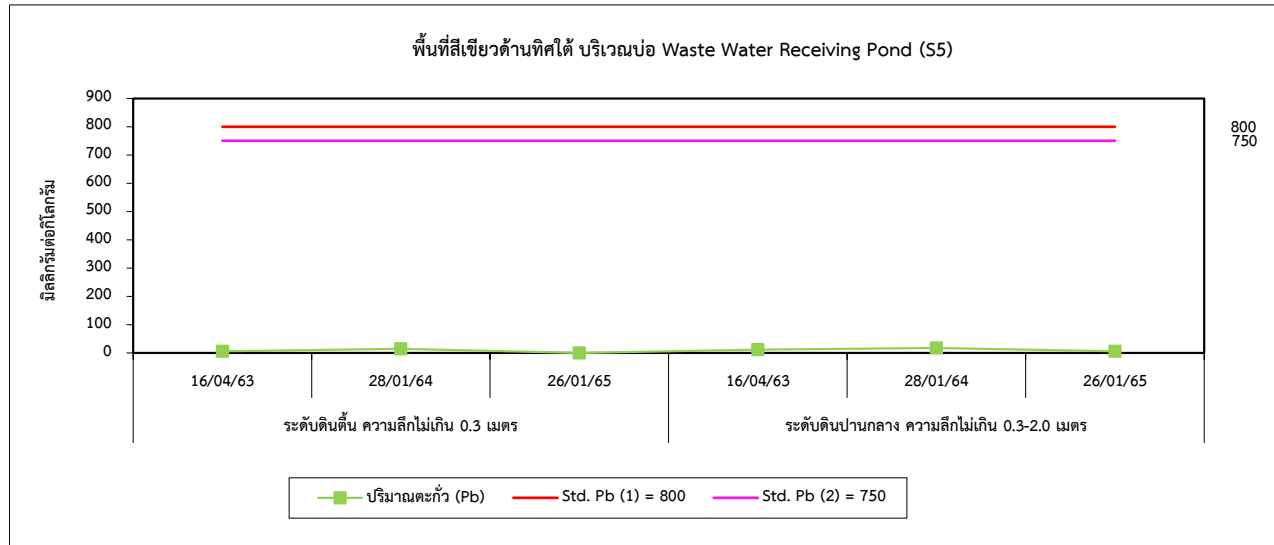 พื้นที่สีเขียวด้านทิศใต้ บริเวณบ่อ Waste Water Receiving Pond (S5)
มิลลิกรัมต่อกิโลกรัม
900
800
700
600
500
400
300
200
100
0
800
750
16/04/63 28/01/64 26/01/65 16/04/63 28/01/64 26/01/65
ระดับดินตื้น ความลึกไม่เกิน 0.3 เมตร ระดับดินปานกลาง ความลึกไม่เกิน 0.3-2.0 เมตร
ปริมาณตะกั่ว (Pb) Std. Pb (1) = 800 Std. Pb (2) = 750